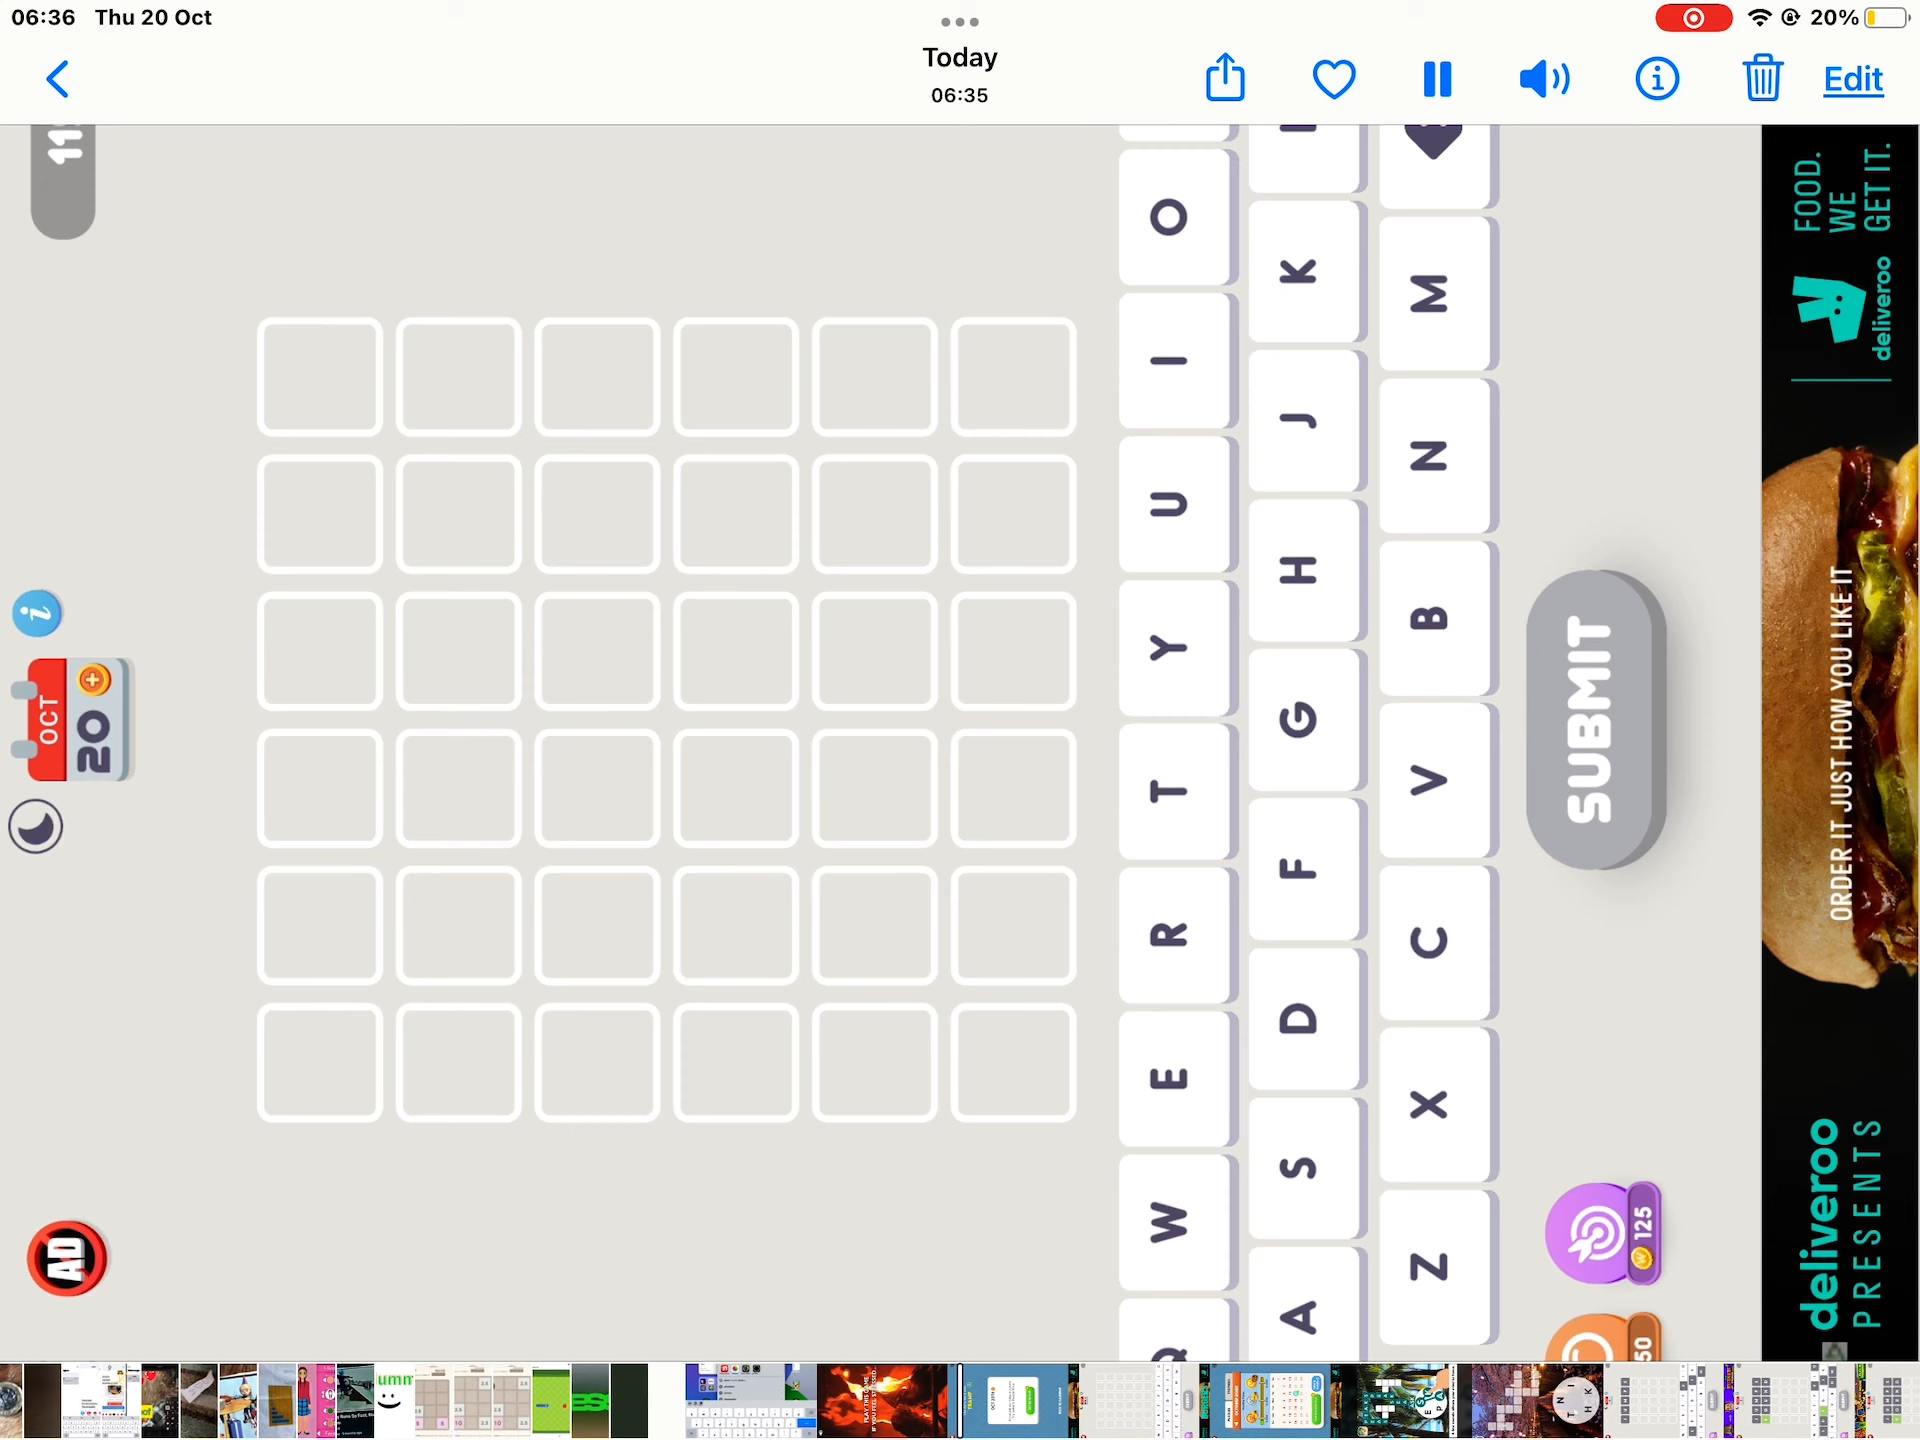 06:36 Thu 20 Oct
20%
Today
06:35
Edit
11
OCT
20
AD
W E R T Y U I O
A S D F G H J K
Z X C V B N M
SUBMIT
125
50
deliveroo
PRESENTS
ORDER IT JUST HOW YOU LIKE IT
deliveroo
FOOD.
WE
GET IT.